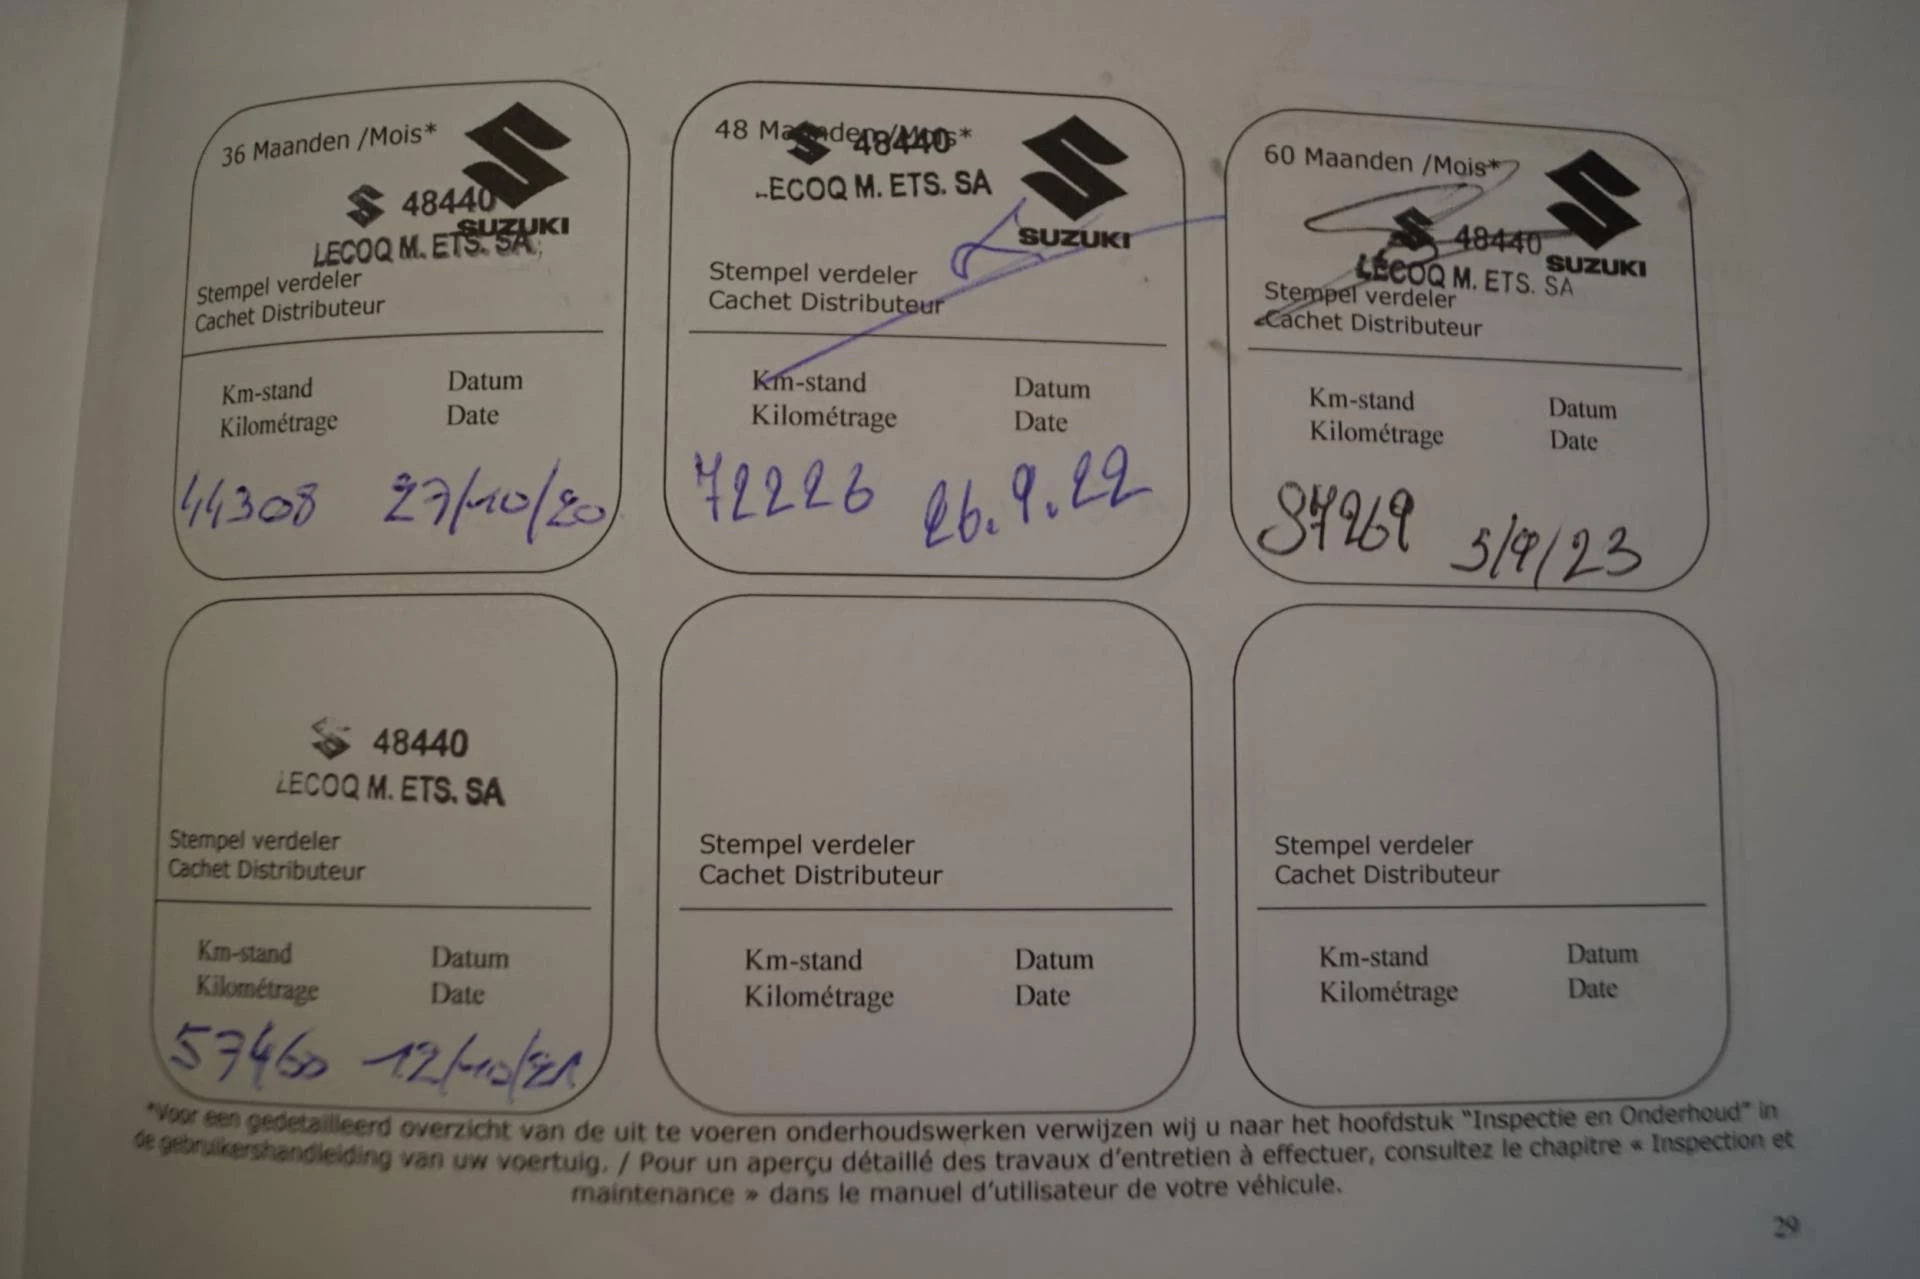 36 Maanden /Mois*
48440
SUZUKI
LECOQ M. ETS. SA
Stempel verdeler
Cachet Distributeur
Km-stand Datum
Kilométrage Date
44308 27/10/20
48 Maanden /Mois*
48440
LECOQ M. ETS. SA
SUZUKI
Stempel verdeler
Cachet Distributeur
Km-stand Datum
Kilométrage Date
72226 26.9.22
60 Maanden /Mois*
48440
SUZUKI
LECOQ M. ETS. SA
Stempel verdeler
Cachet Distributeur
Km-stand Datum
Kilométrage Date
87269 5/9/23
48440
LECOQ M. ETS. SA
Stempel verdeler
Cachet Distributeur
Km-stand Datum
Kilométrage Date
57460 12/10/21
Stempel verdeler
Cachet Distributeur
Km-stand Datum
Kilométrage Date
Stempel verdeler
Cachet Distributeur
Km-stand Datum
Kilométrage Date
*Voor een gedetailleerd overzicht van de uit te voeren onderhoudswerken verwijzen wij u naar het hoofdstuk "Inspectie en Onderhoud" in
de gebruikershandleiding van uw voertuig. / Pour un aperçu détaillé des travaux d'entretien à effectuer, consultez le chapitre « Inspection et
maintenance » dans le manuel d'utilisateur de votre véhicule.
29